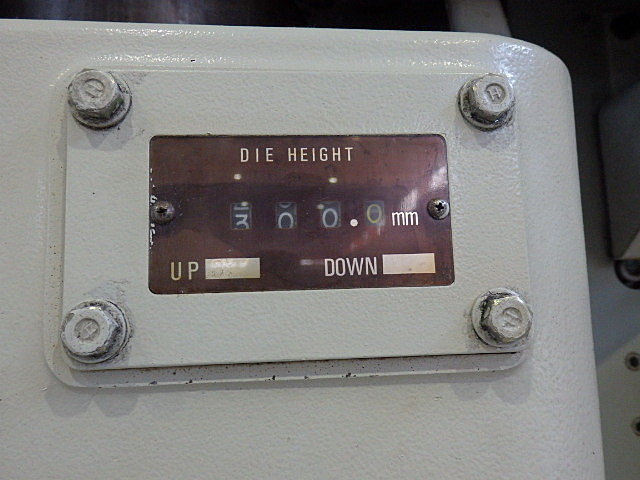 DIE HEIGHT
300.0 mm
UP DOWN